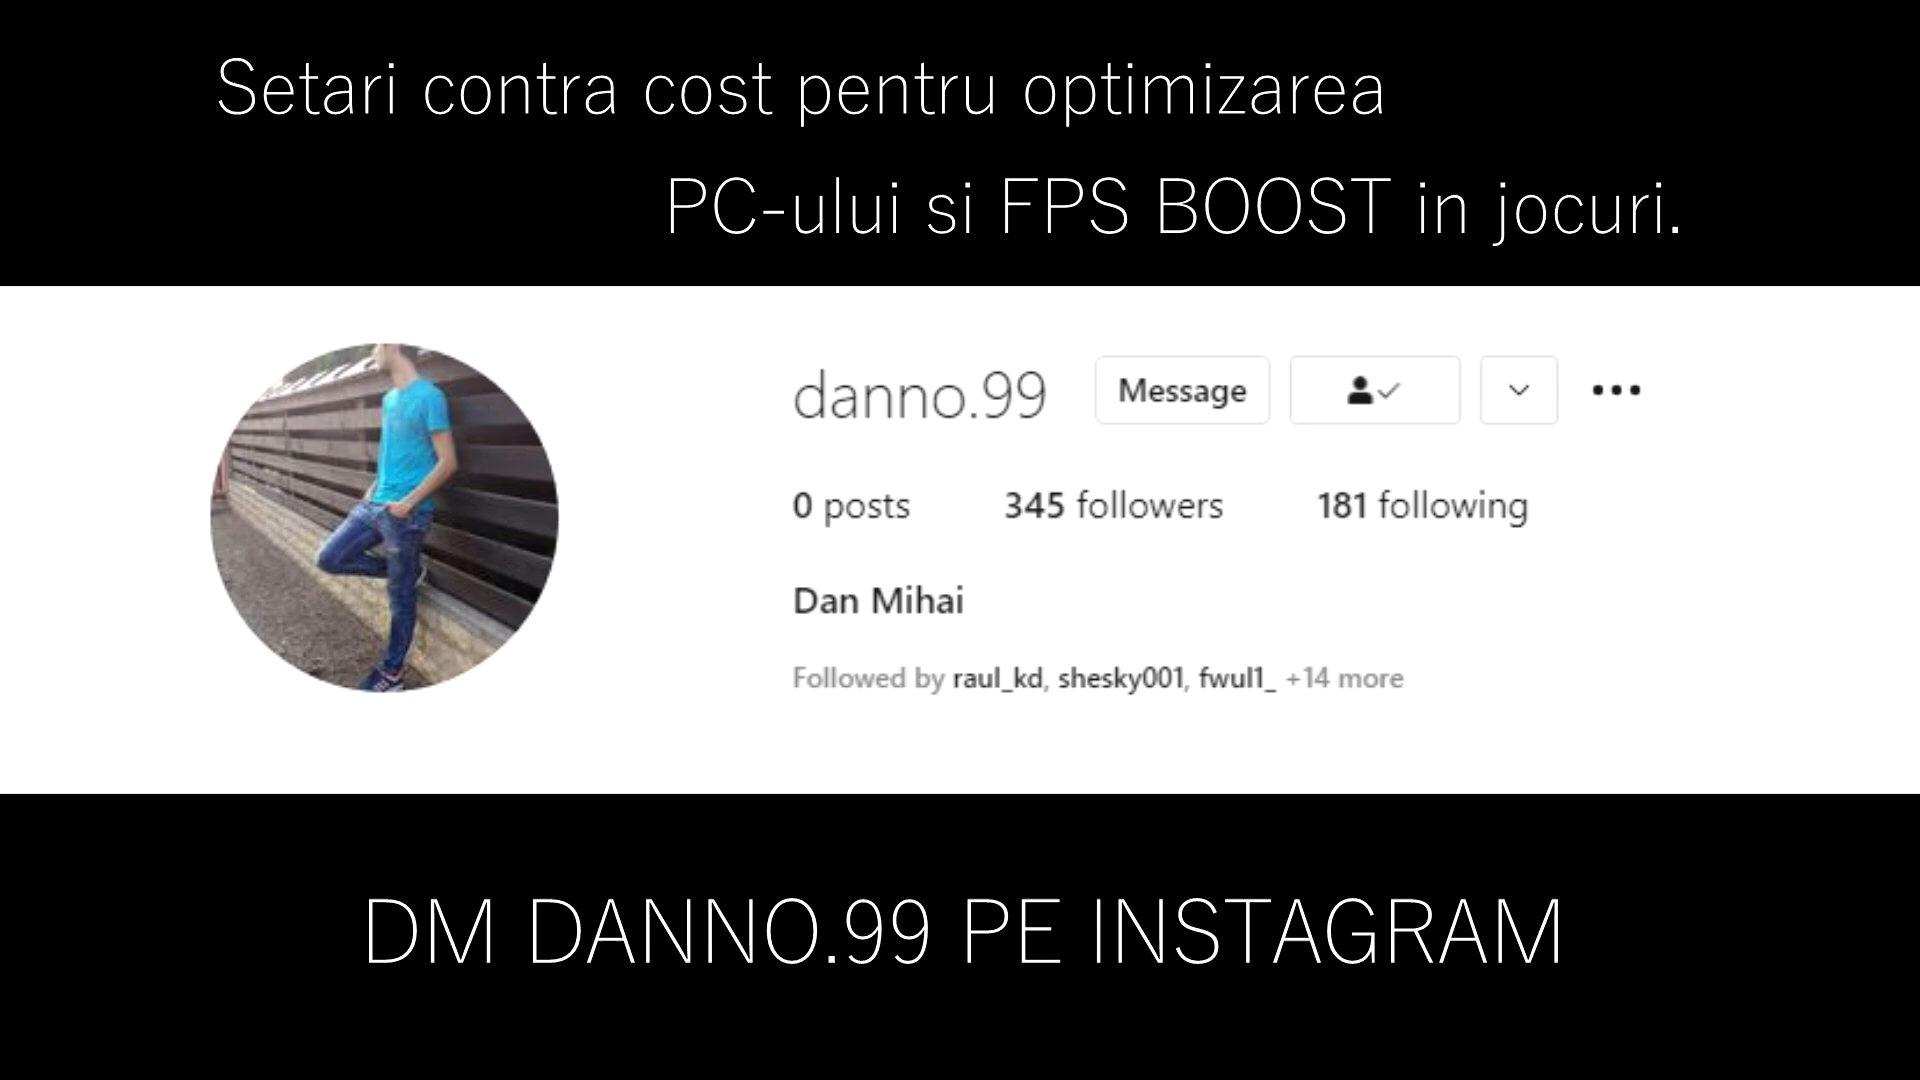 Setari contra cost pentru optimizarea
PC-ului si FPS BOOST in jocuri.
danno.99 Message
0 posts 345 followers 181 following
Dan Mihai
Followed by raul_kd, shesky001, fwul1_ +14 more
DM DANNO.99 PE INSTAGRAM